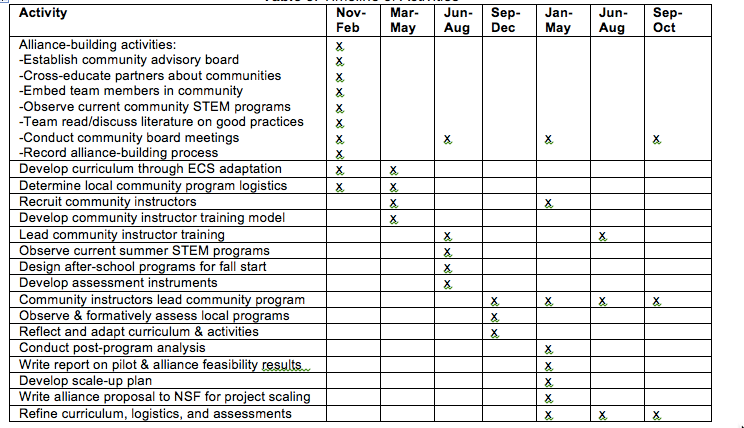 Activity Nov- Mar- Jun- Sep- Jan- Jun- Sep-
Feb May Aug Dec May Aug Oct
Alliance-building activities: x
-Establish community advisory board x
-Cross-educate partners about communities x
-Embed team members in community x
-Observe current community STEM programs x
-Team read/discuss literature on good practices x
-Conduct community board meetings x x x x
-Record alliance-building process x
Develop curriculum through ECS adaptation x x
Determine local community program logistics x x
Recruit community instructors x x
Develop community instructor training model x
Lead community instructor training x x
Observe current summer STEM programs x
Design after-school programs for fall start x
Develop assessment instruments x
Community instructors lead community program x x x x
Observe & formatively assess local programs x
Reflect and adapt curriculum & activities x
Conduct post-program analysis x
Write report on pilot & alliance feasibility results x
Develop scale-up plan x
Write alliance proposal to NSF for project scaling x
Refine curriculum, logistics, and assessments x x x